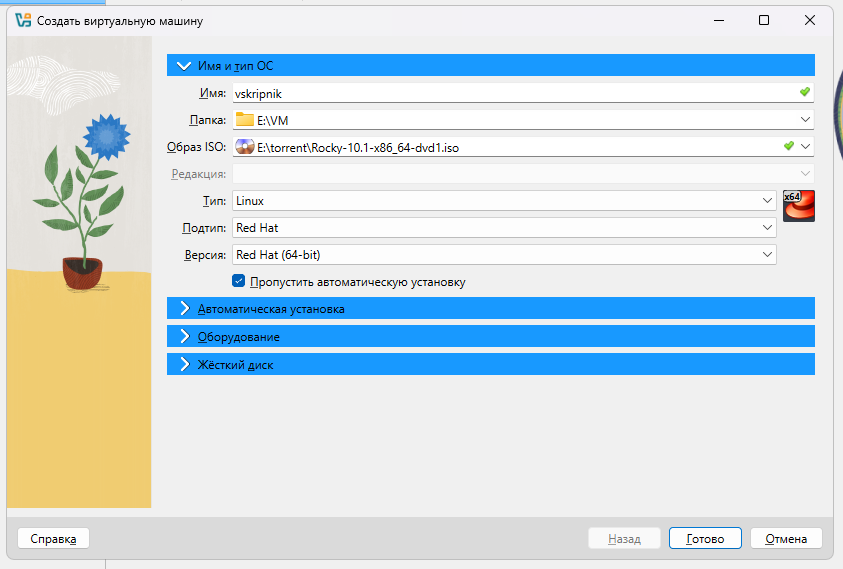 Создать виртуальную машину
Имя и тип ОС
Имя: vskripnik
Папка: E:\VM
Образ ISO: E:\torrent\Rocky-10.1-x86_64-dvd1.iso
Редакция:
Тип: Linux
x64
Подтип: Red Hat
Версия: Red Hat (64-bit)
Пропустить автоматическую установку
Автоматическая установка
Оборудование
Жёсткий диск
Справка Назад Готово Отмена